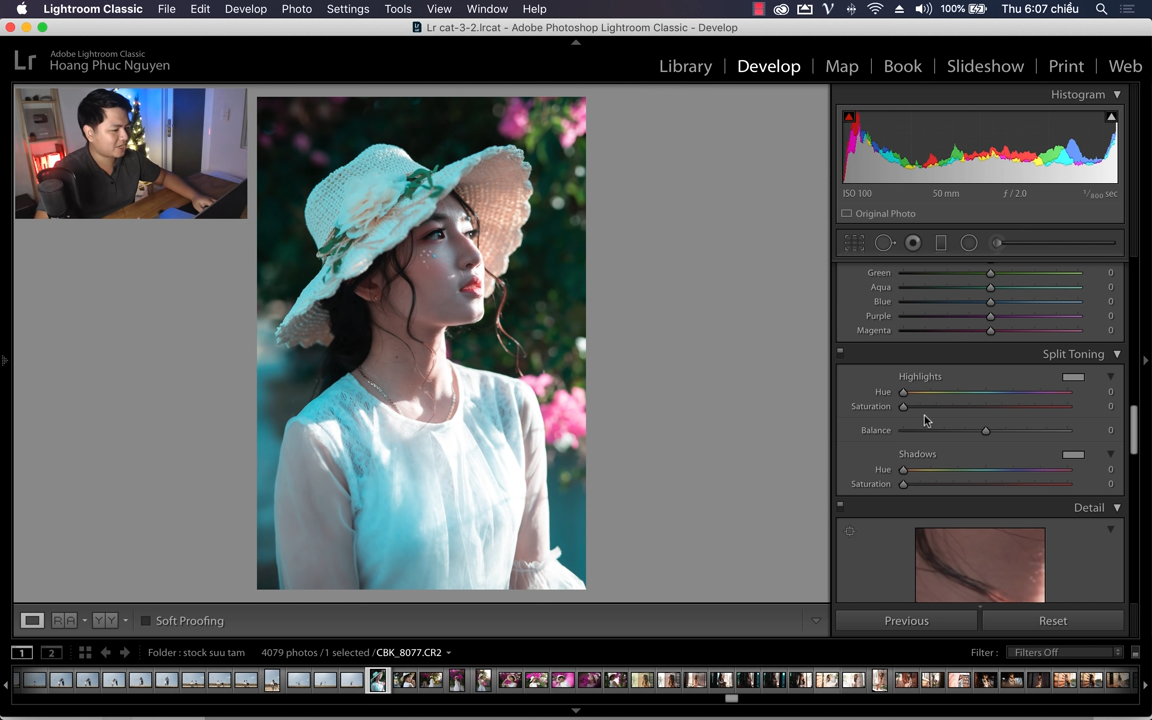 Lightroom Classic File Edit Develop Photo Settings Tools View Window Help 100% Thu 6:07 chiều
Lr cat-3-2.lrcat - Adobe Photoshop Lightroom Classic - Develop
Lr
Adobe Lightroom Classic
Hoang Phuc Nguyen
Library | Develop | Map | Book | Slideshow | Print | Web
Histogram
ISO 100 50 mm ƒ / 2.0 1/800 sec
Original Photo
Green 0
Aqua 0
Blue 0
Purple 0
Magenta 0
Split Toning
Highlights
Hue 0
Saturation 0
Balance 0
Shadows
Hue 0
Saturation 0
Detail
R A Y Y Soft Proofing
Previous Reset
1 2 Folder : stock suu tam 4079 photos / 1 selected / CBK_8077.CR2 Filter : Filters Off